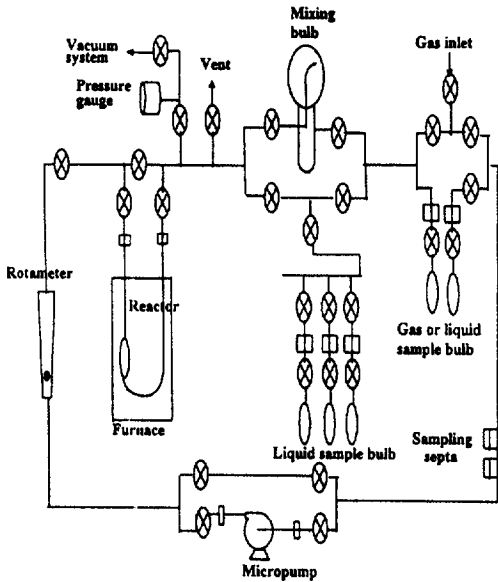 Mixing
bulb
Vacuum
system
Gas inlet
Vent
Pressure
gauge
Rotameter
Reactor
Gas or liquid
sample bulb
Furnace
Liquid sample bulb
Sampling
septa
Micropump